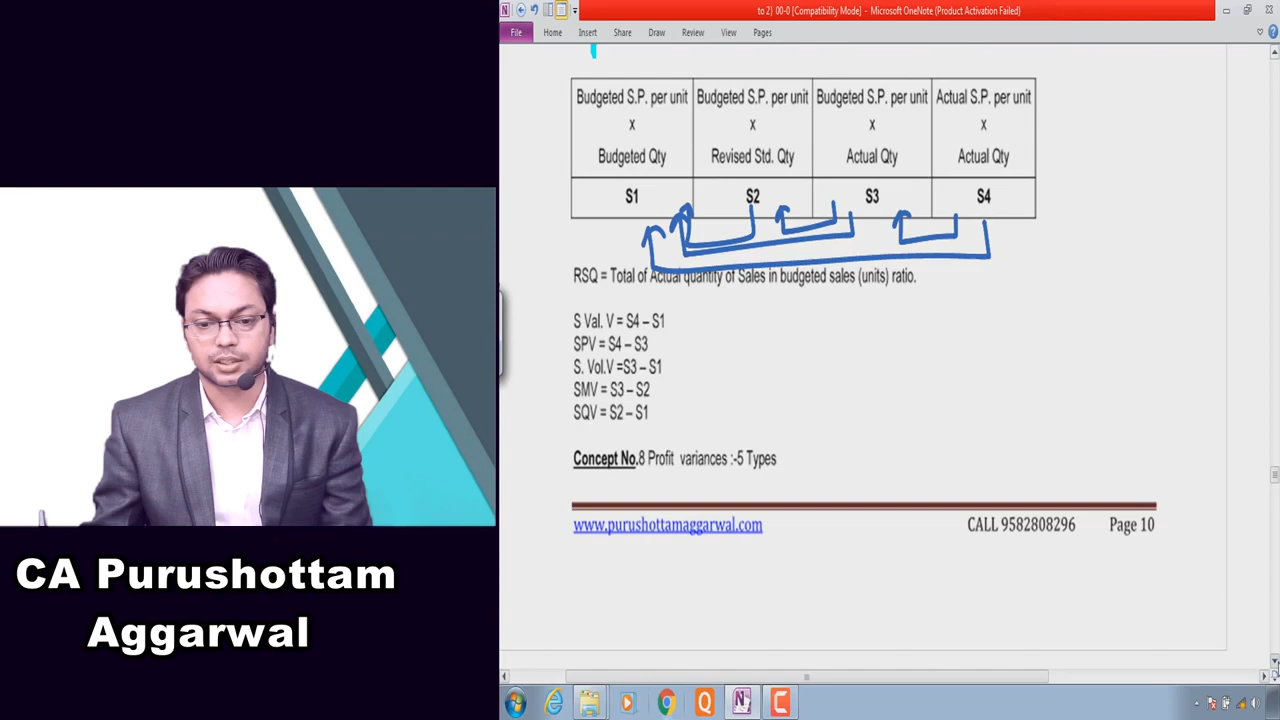 to 2) 00-0 [Compatibility Mode] - Microsoft OneNote (Product Activation Failed)
File Home Insert Share Draw Review View Pages
Budgeted S.P. per unit Budgeted S.P. per unit Budgeted S.P. per unit Actual S.P. per unit
X X X X
Budgeted Qty Revised Std. Qty Actual Qty Actual Qty
S1 S2 S3 S4
RSQ = Total of Actual quantity of Sales in budgeted sales (units) ratio.
S Val. V = S4 – S1
SPV = S4 – S3
S. Vol.V =S3 – S1
SMV = S3 – S2
SQV = S2 – S1
Concept No.8 Profit variances :-5 Types
www.purushottamaggarwal.com CALL 9582808296 Page 10
CA Purushottam
Aggarwal